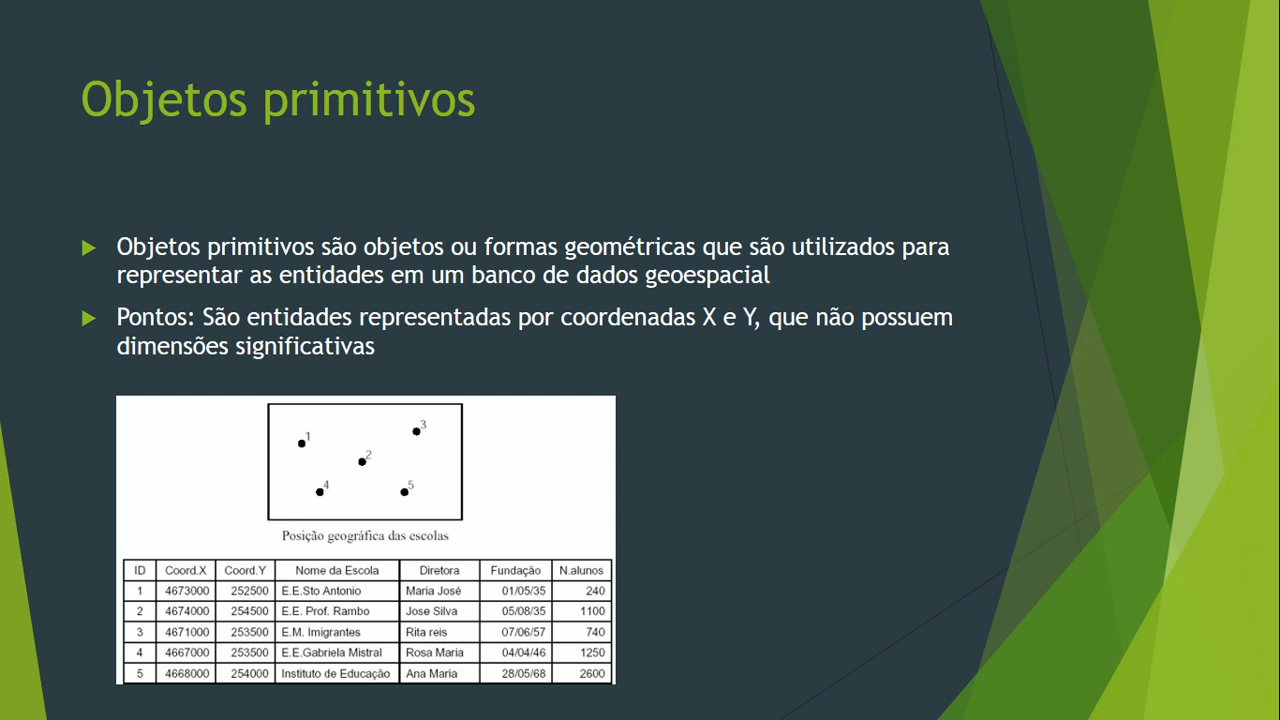 Objetos primitivos
Objetos primitivos são objetos ou formas geométricas que são utilizados para
representar as entidades em um banco de dados geoespacial
Pontos: São entidades representadas por coordenadas X e Y, que não possuem
dimensões significativas
1
3
2
4
5
Posição geográfica das escolas
ID Coord.X Coord.Y Nome da Escola Diretora Fundação N.alunos
1 4673000 252500 E.E.Sto Antonio Maria José 01/05/35 240
2 4674000 254500 E.E. Prof. Rambo Jose Silva 05/08/35 1100
3 4671000 253500 E.M. Imigrantes Rita reis 07/06/57 740
4 4667000 253500 E.E.Gabriela Mistral Rosa Maria 04/04/46 1250
5 4668000 254000 Instituto de Educação Ana Maria 28/05/68 2600